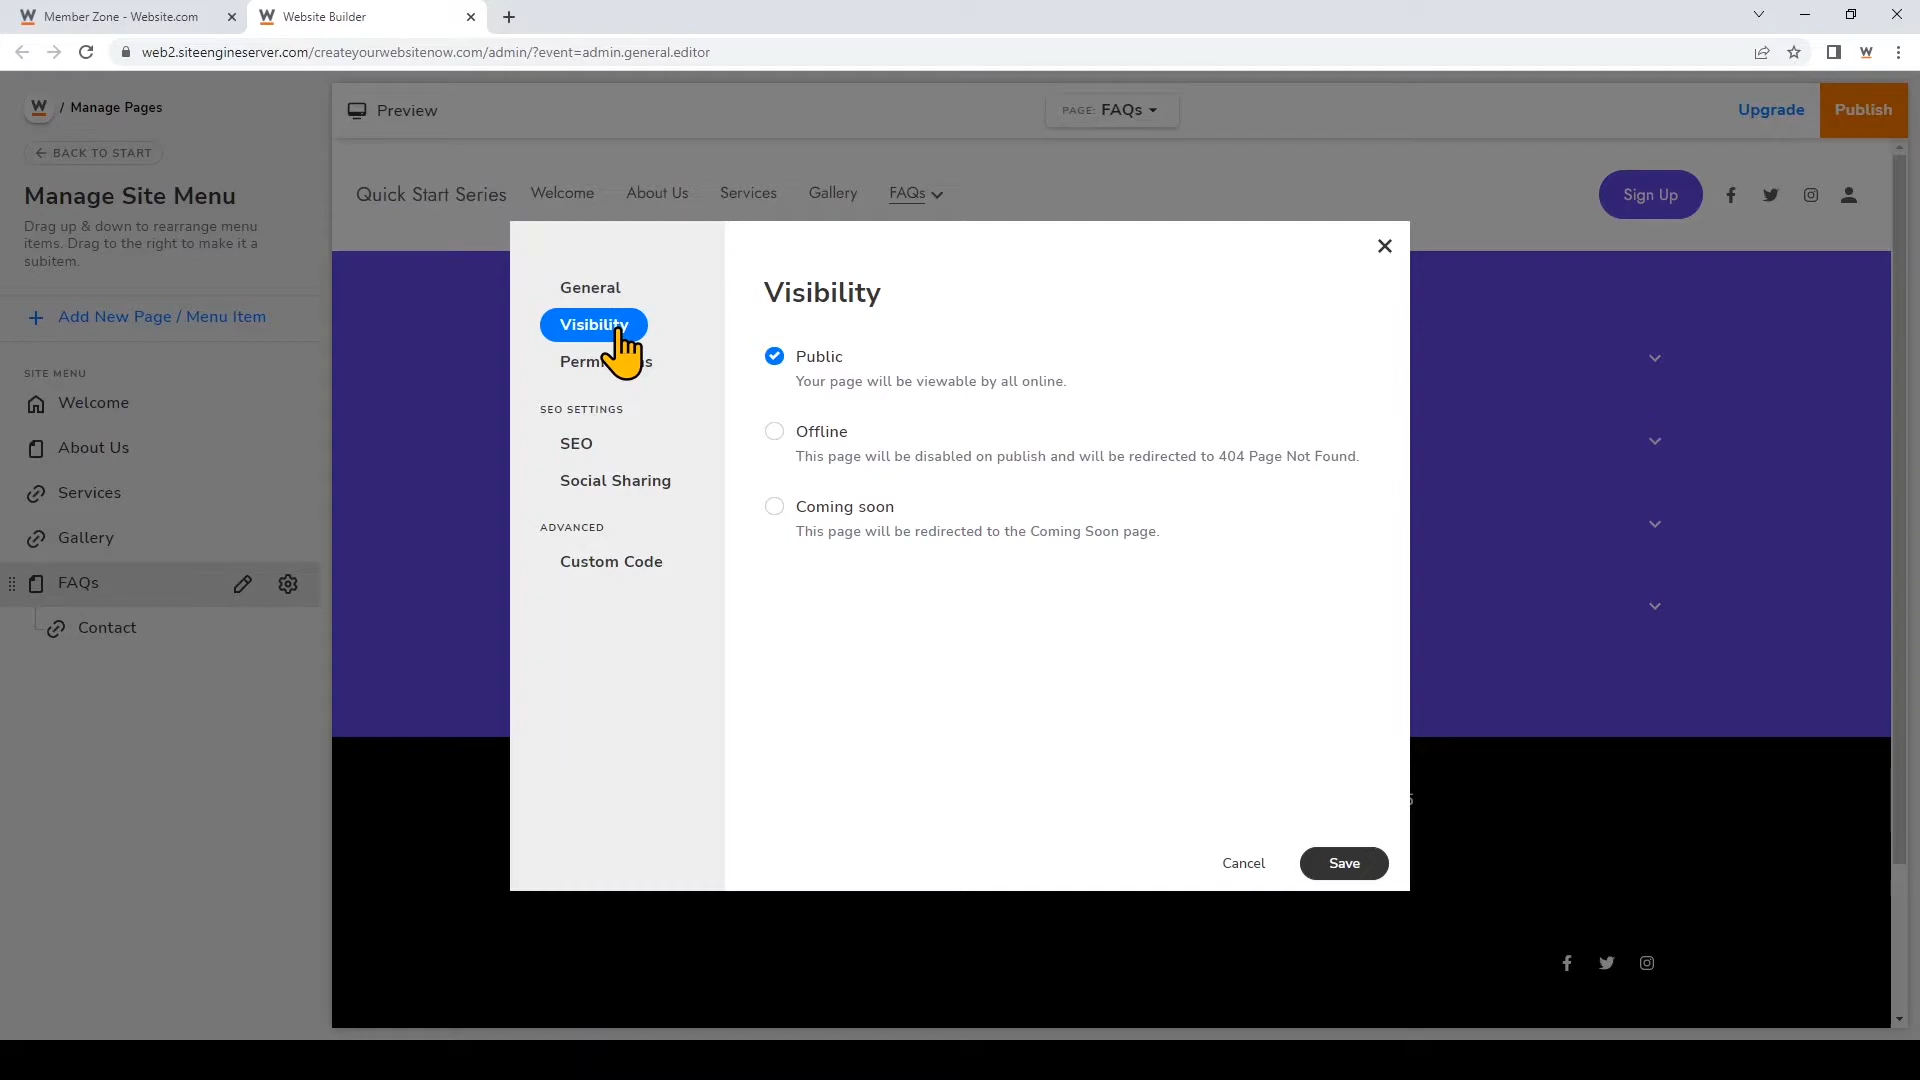 Member Zone - Website.com
Website Builder
web2.siteengineserver.com/createyourwebsitenow.com/admin/?event=admin.general.editor
W
W / Manage Pages
BACK TO START
Manage Site Menu
Drag up & down to rearrange menu
items. Drag to the right to make it a
subitem.
+ Add New Page / Menu Item
SITE MENU
Welcome
About Us
Services
Gallery
FAQs
Contact
Preview
PAGE: FAQs
Upgrade
Publish
Quick Start Series
Welcome
About Us
Services
Gallery
FAQs
Sign Up
General
Visibility
SEO SETTINGS
SEO
Social Sharing
ADVANCED
Custom Code
Visibility
Public
Your page will be viewable by all online.
Offline
This page will be disabled on publish and will be redirected to 404 Page Not Found.
Coming soon
This page will be redirected to the Coming Soon page.
Cancel
Save